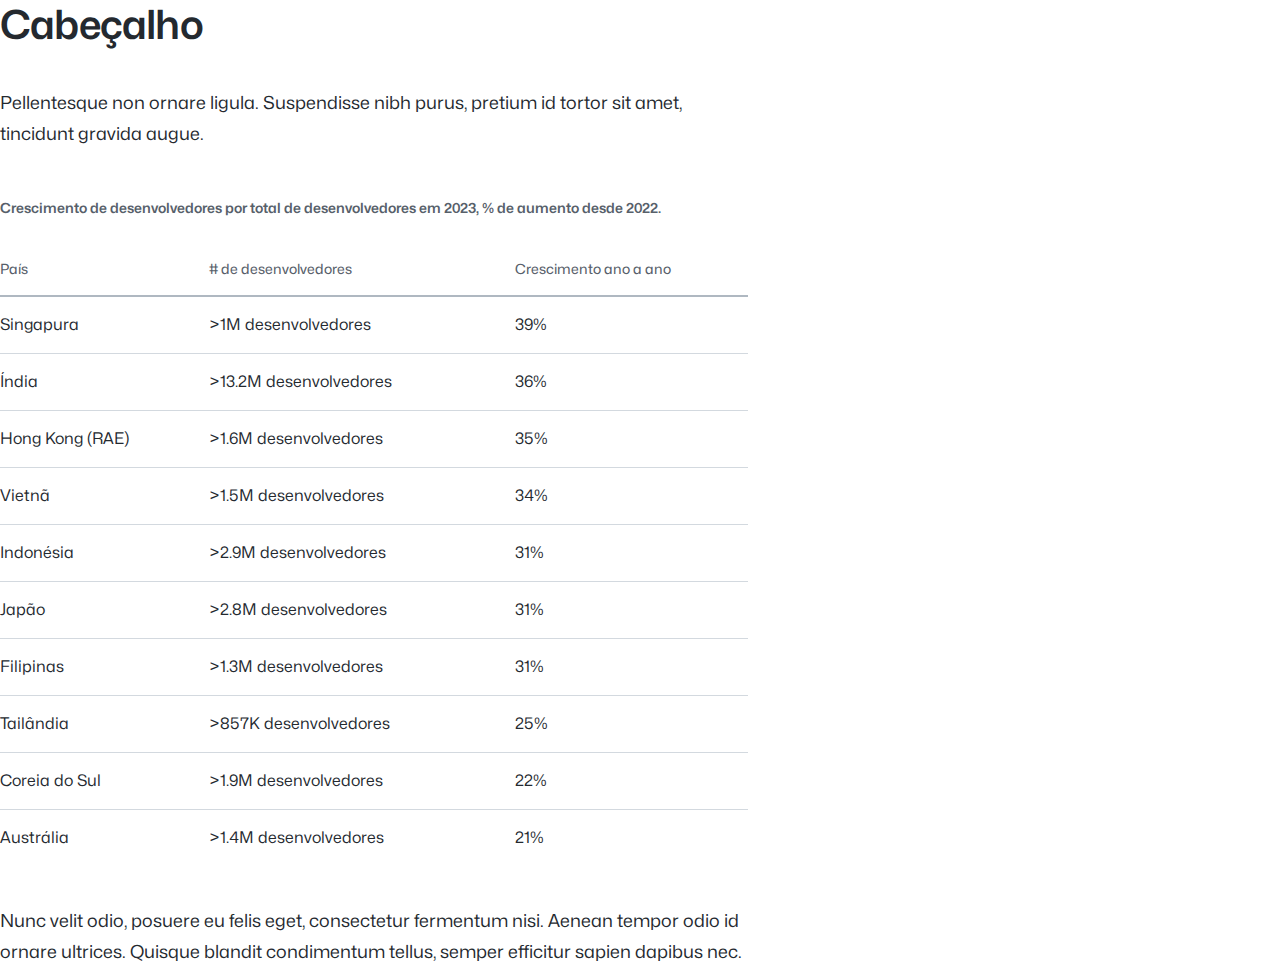 Cabeçalho
Pellentesque non ornare ligula. Suspendisse nibh purus, pretium id tortor sit amet,
tincidunt gravida augue.
Crescimento de desenvolvedores por total de desenvolvedores em 2023, % de aumento desde 2022.
País # de desenvolvedores Crescimento ano a ano
Singapura >1M desenvolvedores 39%
Índia >13.2M desenvolvedores 36%
Hong Kong (RAE) >1.6M desenvolvedores 35%
Vietnã >1.5M desenvolvedores 34%
Indonésia >2.9M desenvolvedores 31%
Japão >2.8M desenvolvedores 31%
Filipinas >1.3M desenvolvedores 31%
Tailândia >857K desenvolvedores 25%
Coreia do Sul >1.9M desenvolvedores 22%
Austrália >1.4M desenvolvedores 21%
Nunc velit odio, posuere eu felis eget, consectetur fermentum nisi. Aenean tempor odio id
ornare ultrices. Quisque blandit condimentum tellus, semper efficitur sapien dapibus nec.